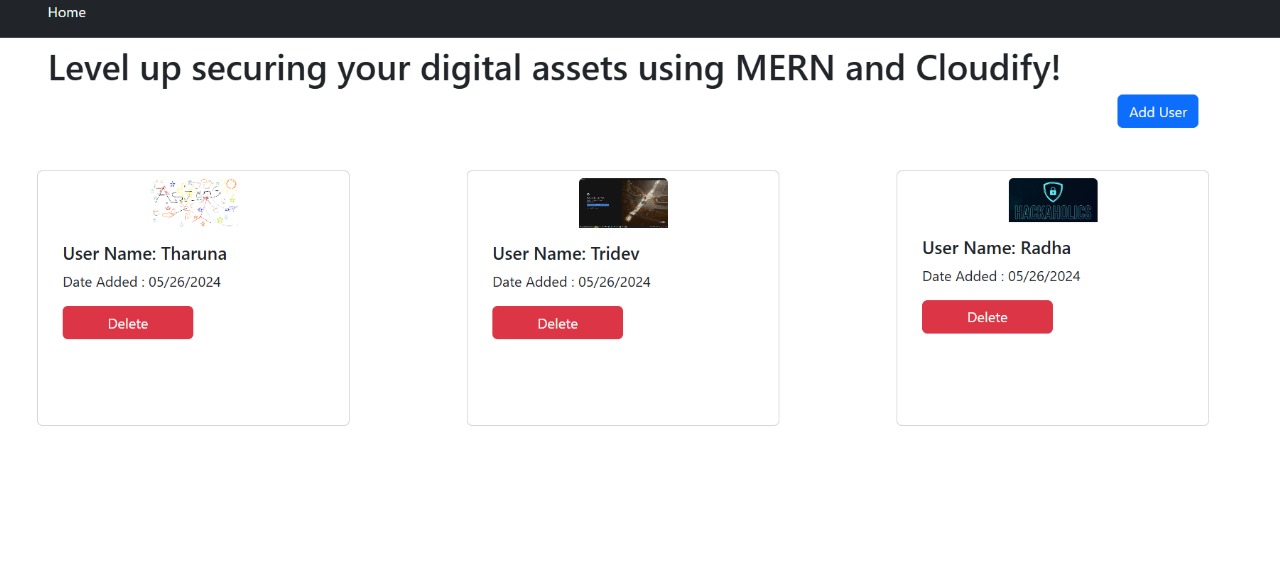 Home
Level up securing your digital assets using MERN and Cloudify!
Add User
User Name: Tharuna
Date Added : 05/26/2024
Delete
User Name: Tridev
Date Added : 05/26/2024
Delete
HACKAHOLICS
User Name: Radha
Date Added : 05/26/2024
Delete